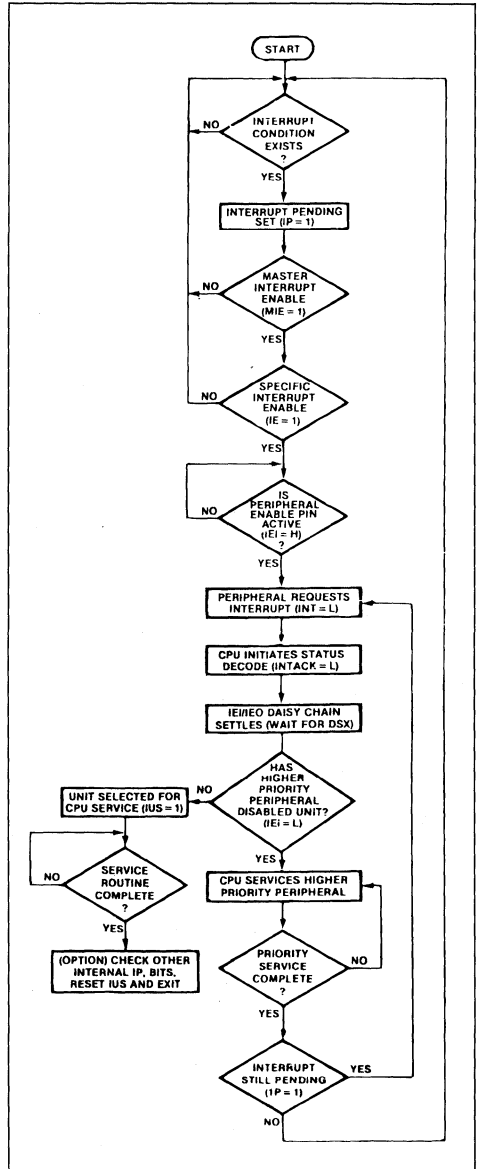 START
INTERRUPT
CONDITION
EXISTS
?
NO
YES
INTERRUPT PENDING
SET (IP = 1)
MASTER
INTERRUPT
ENABLE
(MIE = 1)
NO
YES
SPECIFIC
INTERRUPT
ENABLE
(IE = 1)
NO
YES
IS
PERIPHERAL
ENABLE PIN
ACTIVE
(IEI = H)
?
NO
YES
PERIPHERAL REQUESTS
INTERRUPT (INT = L)
CPU INITIATES STATUS
DECODE (INTACK = L)
IEI/IEO DAISY CHAIN
SETTLES (WAIT FOR DSX)
HAS
HIGHER
PRIORITY
PERIPHERAL
DISABLED UNIT?
(IEI = L)
NO
YES
UNIT SELECTED FOR
CPU SERVICE (IUS = 1)
SERVICE
ROUTINE
COMPLETE
?
NO
YES
(OPTION) CHECK OTHER
INTERNAL IP, BITS,
RESET IUS AND EXIT
CPU SERVICES HIGHER
PRIORITY PERIPHERAL
PRIORITY
SERVICE
COMPLETE
?
NO
YES
INTERRUPT
STILL PENDING
(1P = 1)
YES
NO